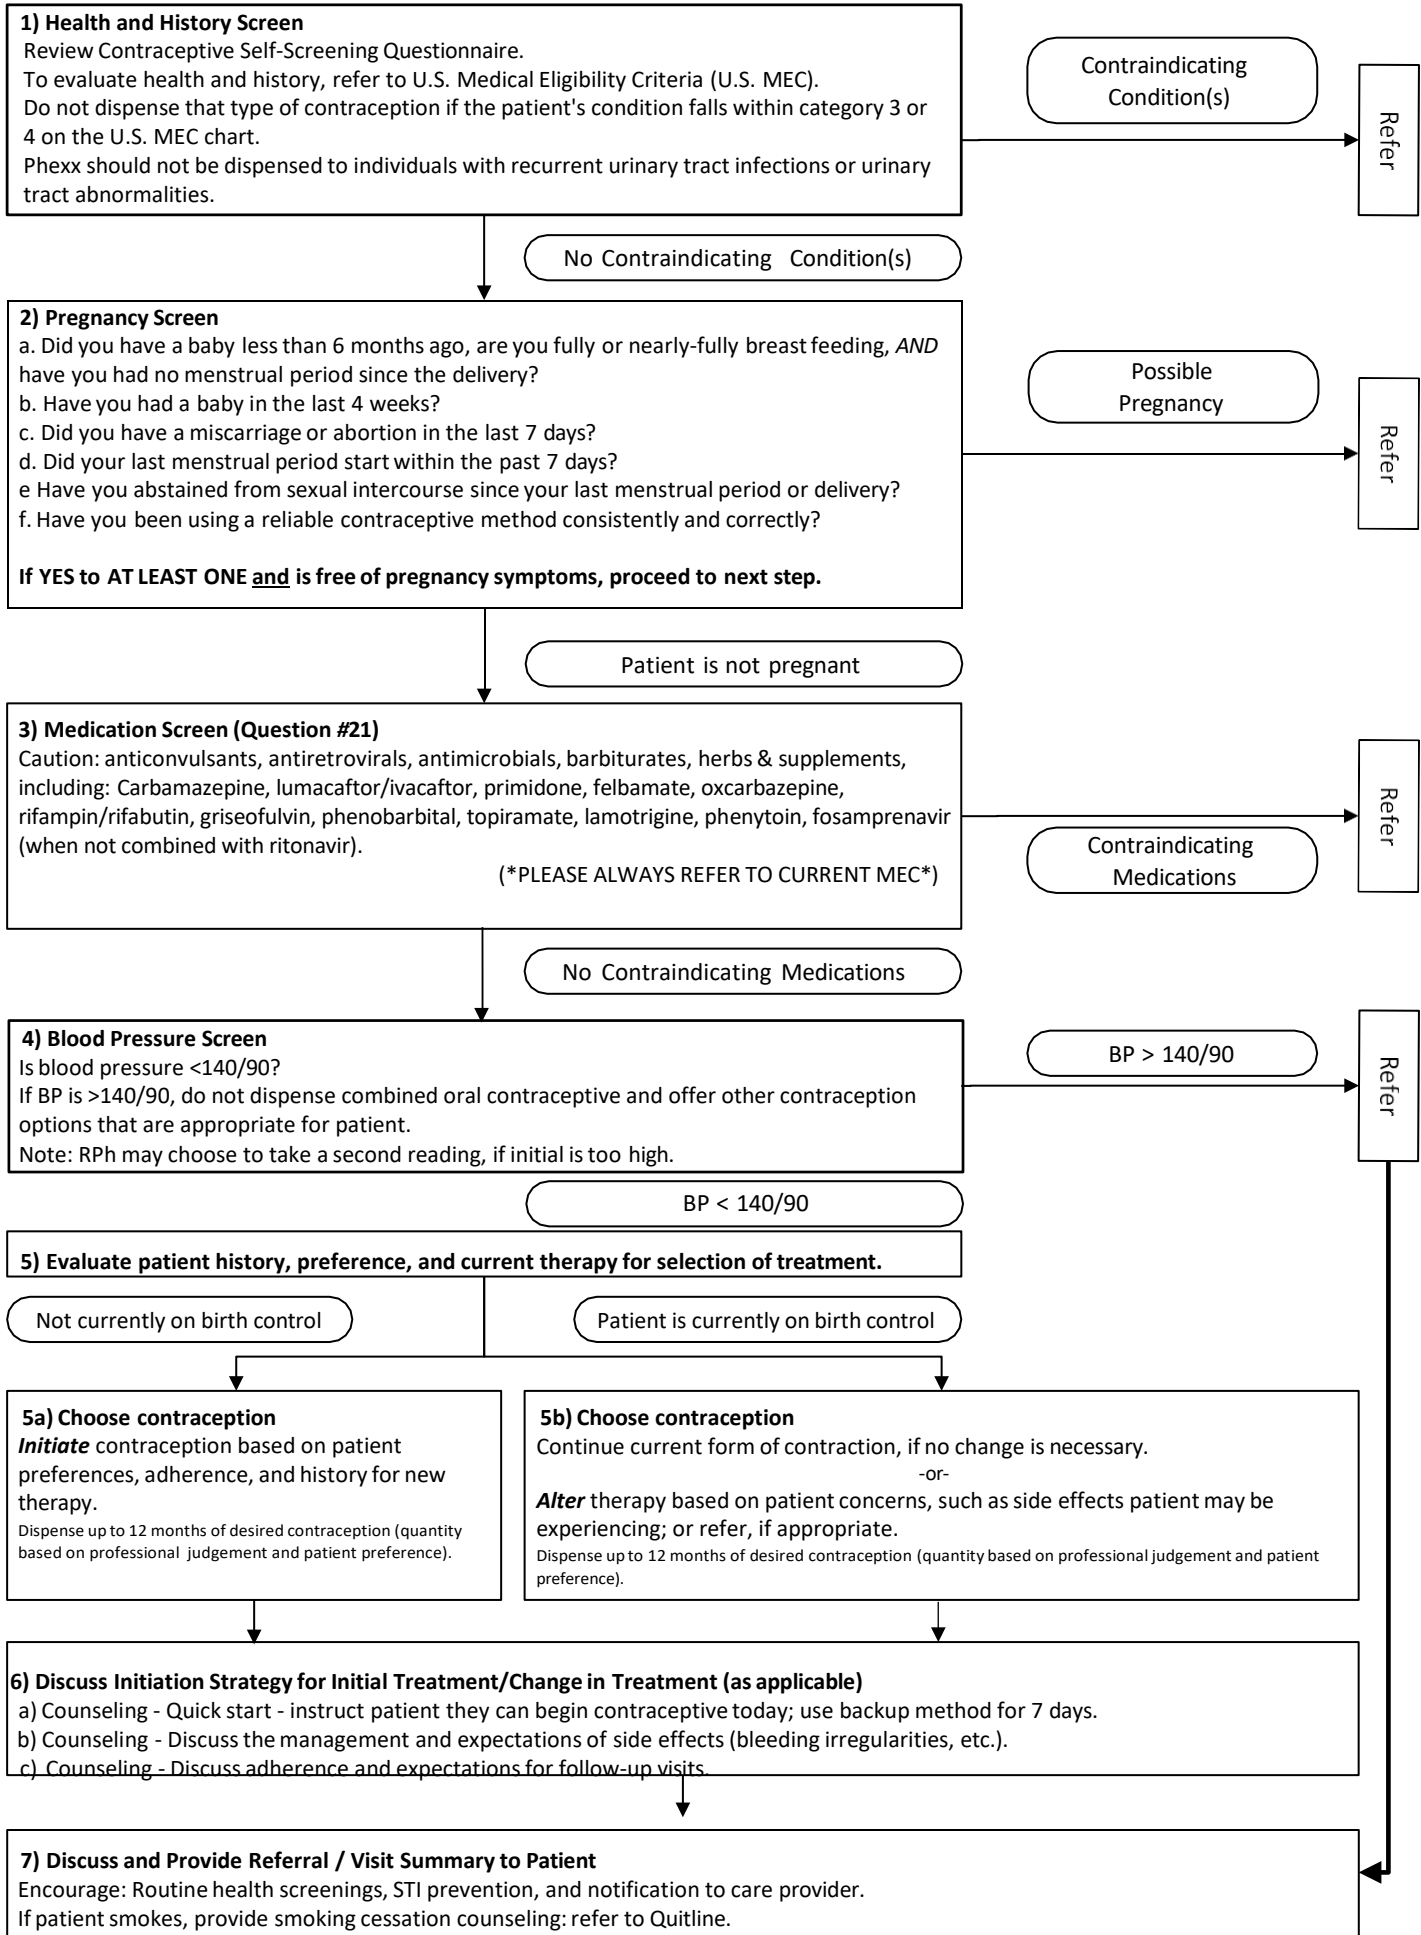 1) Health and History Screen
Review Contraceptive Self-Screening Questionnaire.
To evaluate health and history, refer to U.S. Medical Eligibility Criteria (U.S. MEC).
Do not dispense that type of contraception if the patient's condition falls within category 3 or
4 on the U.S. MEC chart.
Phexx should not be dispensed to individuals with recurrent urinary tract infections or urinary
tract abnormalities.
Contraindicating
Condition(s)
Refer
No Contraindicating Condition(s)
2) Pregnancy Screen
a. Did you have a baby less than 6 months ago, are you fully or nearly-fully breast feeding, AND
have you had no menstrual period since the delivery?
b. Have you had a baby in the last 4 weeks?
c. Did you have a miscarriage or abortion in the last 7 days?
d. Did your last menstrual period start within the past 7 days?
e Have you abstained from sexual intercourse since your last menstrual period or delivery?
f. Have you been using a reliable contraceptive method consistently and correctly?
If YES to AT LEAST ONE and is free of pregnancy symptoms, proceed to next step.
Possible
Pregnancy
Refer
Patient is not pregnant
3) Medication Screen (Question #21)
Caution: anticonvulsants, antiretrovirals, antimicrobials, barbiturates, herbs & supplements,
including: Carbamazepine, lumacaftor/ivacaftor, primidone, felbamate, oxcarbazepine,
rifampin/rifabutin, griseofulvin, phenobarbital, topiramate, lamotrigine, phenytoin, fosamprenavir
(when not combined with ritonavir).
(*PLEASE ALWAYS REFER TO CURRENT MEC*)
Contraindicating
Medications
Refer
No Contraindicating Medications
4) Blood Pressure Screen
Is blood pressure <140/90?
If BP is >140/90, do not dispense combined oral contraceptive and offer other contraception
options that are appropriate for patient.
Note: RPh may choose to take a second reading, if initial is too high.
BP > 140/90
Refer
BP < 140/90
5) Evaluate patient history, preference, and current therapy for selection of treatment.
Not currently on birth control
Patient is currently on birth control
5a) Choose contraception
Initiate contraception based on patient
preferences, adherence, and history for new
therapy.
Dispense up to 12 months of desired contraception (quantity
based on professional judgement and patient preference).
5b) Choose contraception
Continue current form of contraction, if no change is necessary.
-or-
Alter therapy based on patient concerns, such as side effects patient may be
experiencing; or refer, if appropriate.
Dispense up to 12 months of desired contraception (quantity based on professional judgement and patient
preference).
6) Discuss Initiation Strategy for Initial Treatment/Change in Treatment (as applicable)
a) Counseling - Quick start - instruct patient they can begin contraceptive today; use backup method for 7 days.
b) Counseling - Discuss the management and expectations of side effects (bleeding irregularities, etc.).
c) Counseling - Discuss adherence and expectations for follow-up visits.
7) Discuss and Provide Referral / Visit Summary to Patient
Encourage: Routine health screenings, STI prevention, and notification to care provider.
If patient smokes, provide smoking cessation counseling: refer to Quitline.